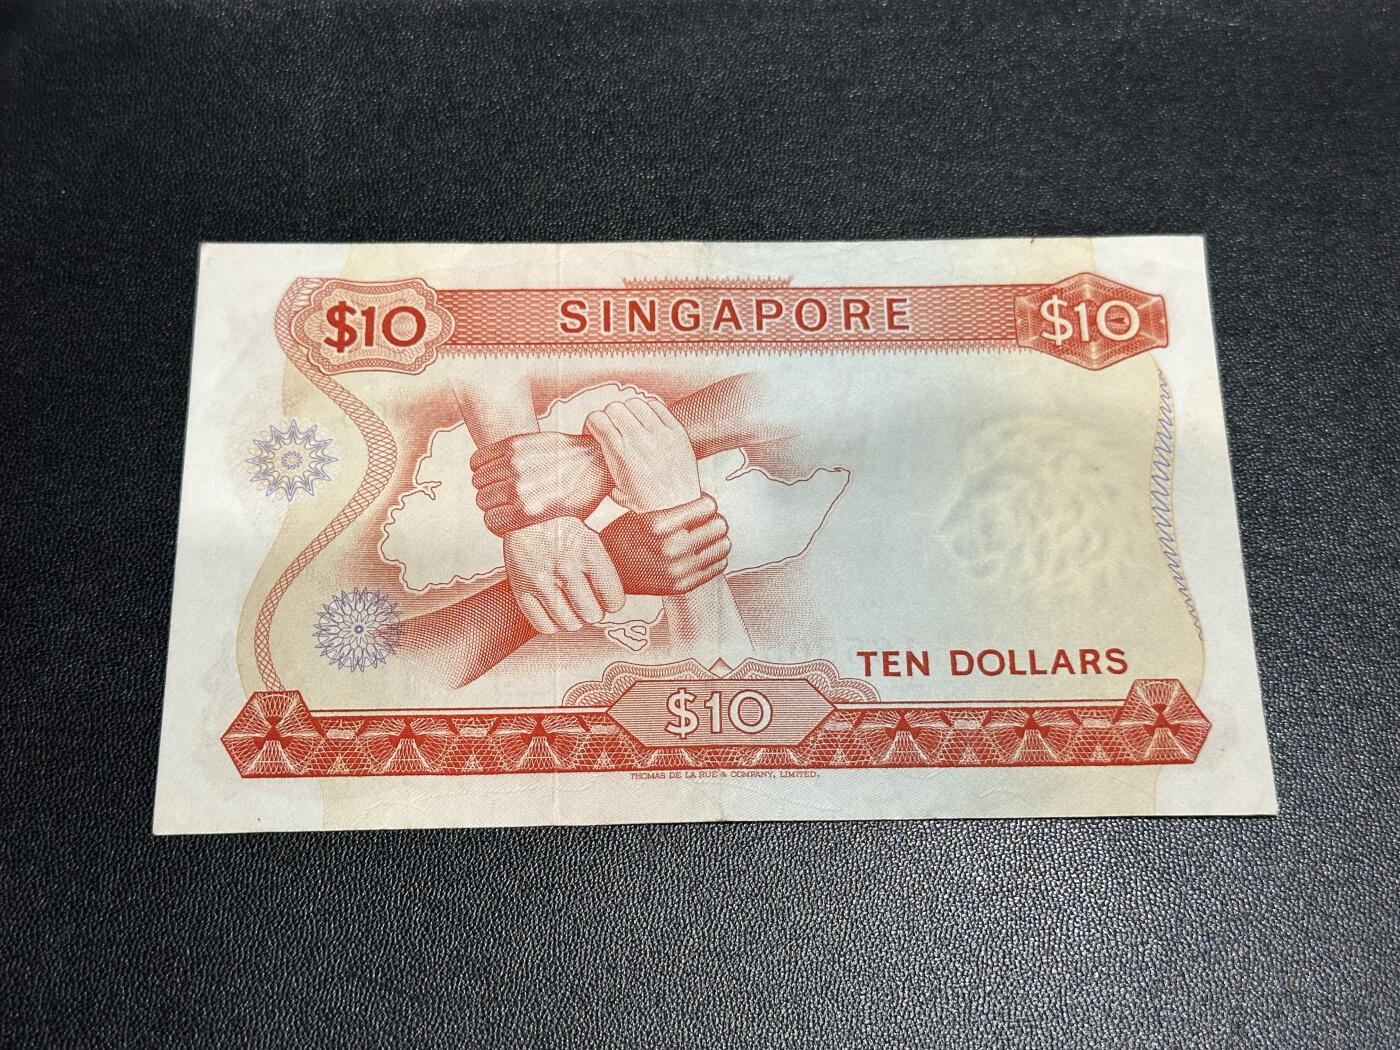 $10 SINGAPORE $10
TEN DOLLARS
$10
THOMAS DE LA RUE & COMPANY, LIMITED.